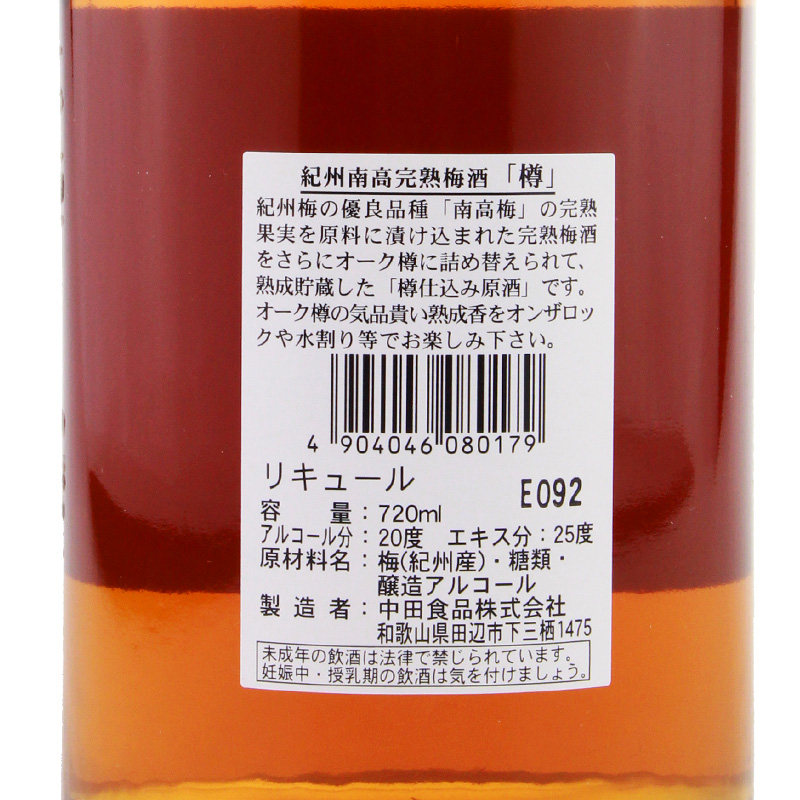 紀州南高完熟梅酒「樽」
紀州梅の優良品種「南高梅」の完熟
果実を原料に漬け込まれた完熟梅酒
をさらにオーク樽に詰め替えられて、
熟成貯蔵した「樽仕込み原酒」です。
オーク樽の気品貴い熟成香をオンザロッ
クや水割り等でお楽しみ下さい。
4 904046 080179
リキュール
E092
容量：720ml
アルコール分：20度 エキス分：25度
原材料名：梅(紀州産)・糖類・
醸造アルコール
製造者：中田食品株式会社
和歌山県田辺市下三栖1475
未成年の飲酒は法律で禁じられています。
妊娠中・授乳期の飲酒は気を付けましょう。